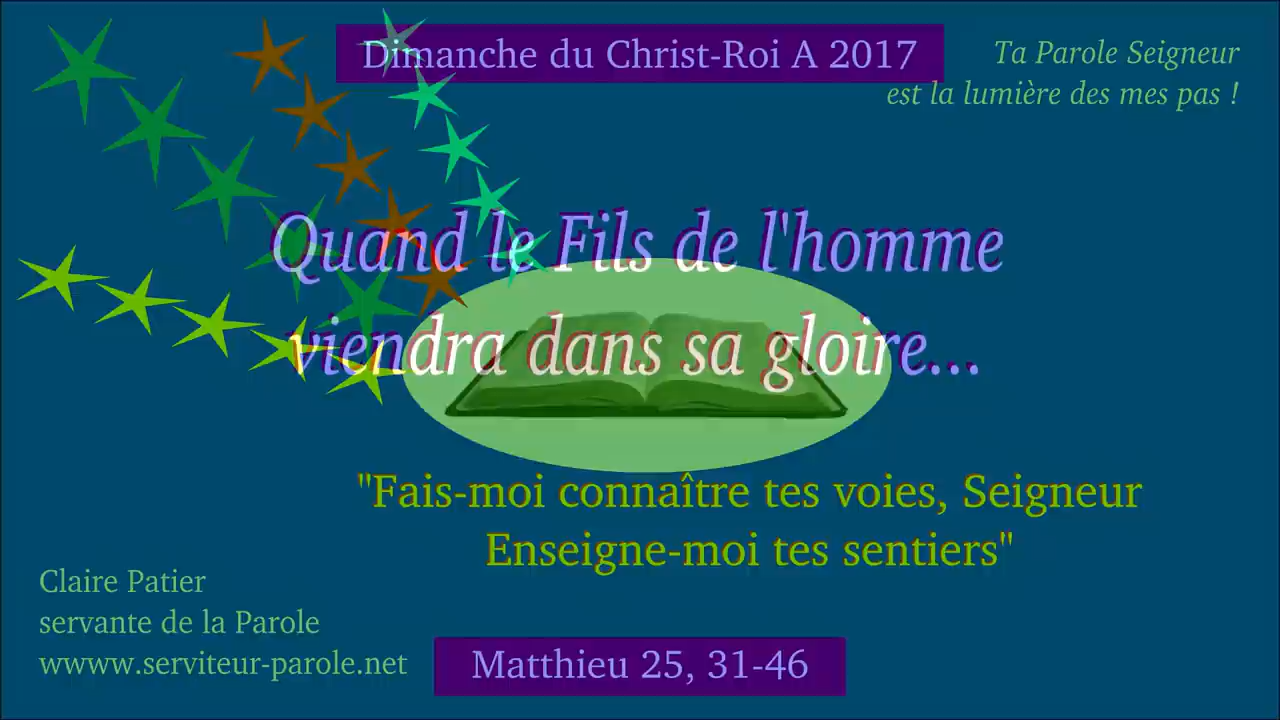 Dimanche du Christ-Roi A 2017
Ta Parole Seigneur
est la lumière des mes pas !
Quand le Fils de l'homme
viendra dans sa gloire...
"Fais-moi connaître tes voies, Seigneur
Enseigne-moi tes sentiers"
Claire Patier
servante de la Parole
wwww.serviteur-parole.net
Matthieu 25, 31-46